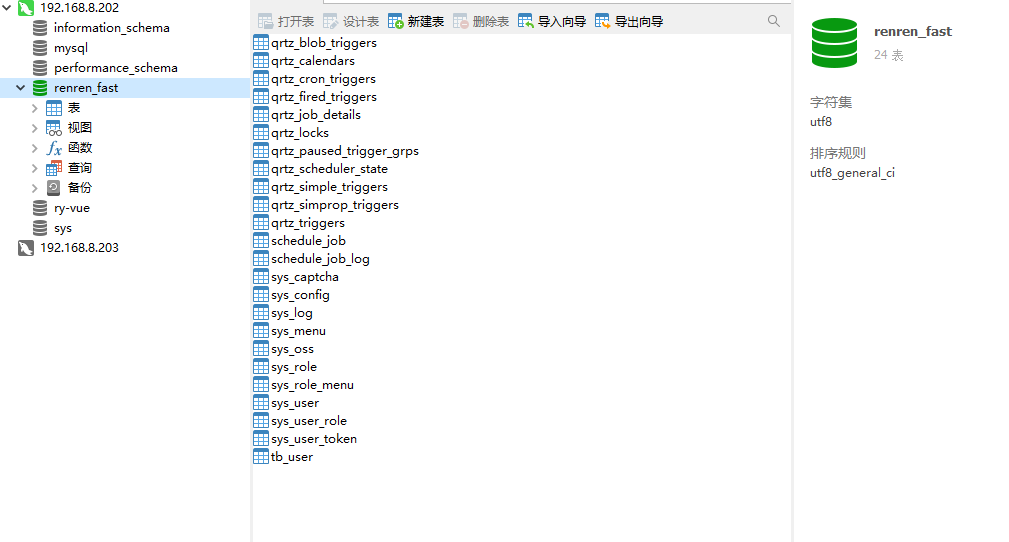 192.168.8.202
information_schema
mysql
performance_schema
renren_fast
表
视图
函数
查询
备份
ry-vue
sys
192.168.8.203
打开表 设计表 新建表 删除表 导入向导 导出向导
qrtz_blob_triggers
qrtz_calendars
qrtz_cron_triggers
qrtz_fired_triggers
qrtz_job_details
qrtz_locks
qrtz_paused_trigger_grps
qrtz_scheduler_state
qrtz_simple_triggers
qrtz_simprop_triggers
qrtz_triggers
schedule_job
schedule_job_log
sys_captcha
sys_config
sys_log
sys_menu
sys_oss
sys_role
sys_role_menu
sys_user
sys_user_role
sys_user_token
tb_user
renren_fast
24 表
字符集
utf8
排序规则
utf8_general_ci